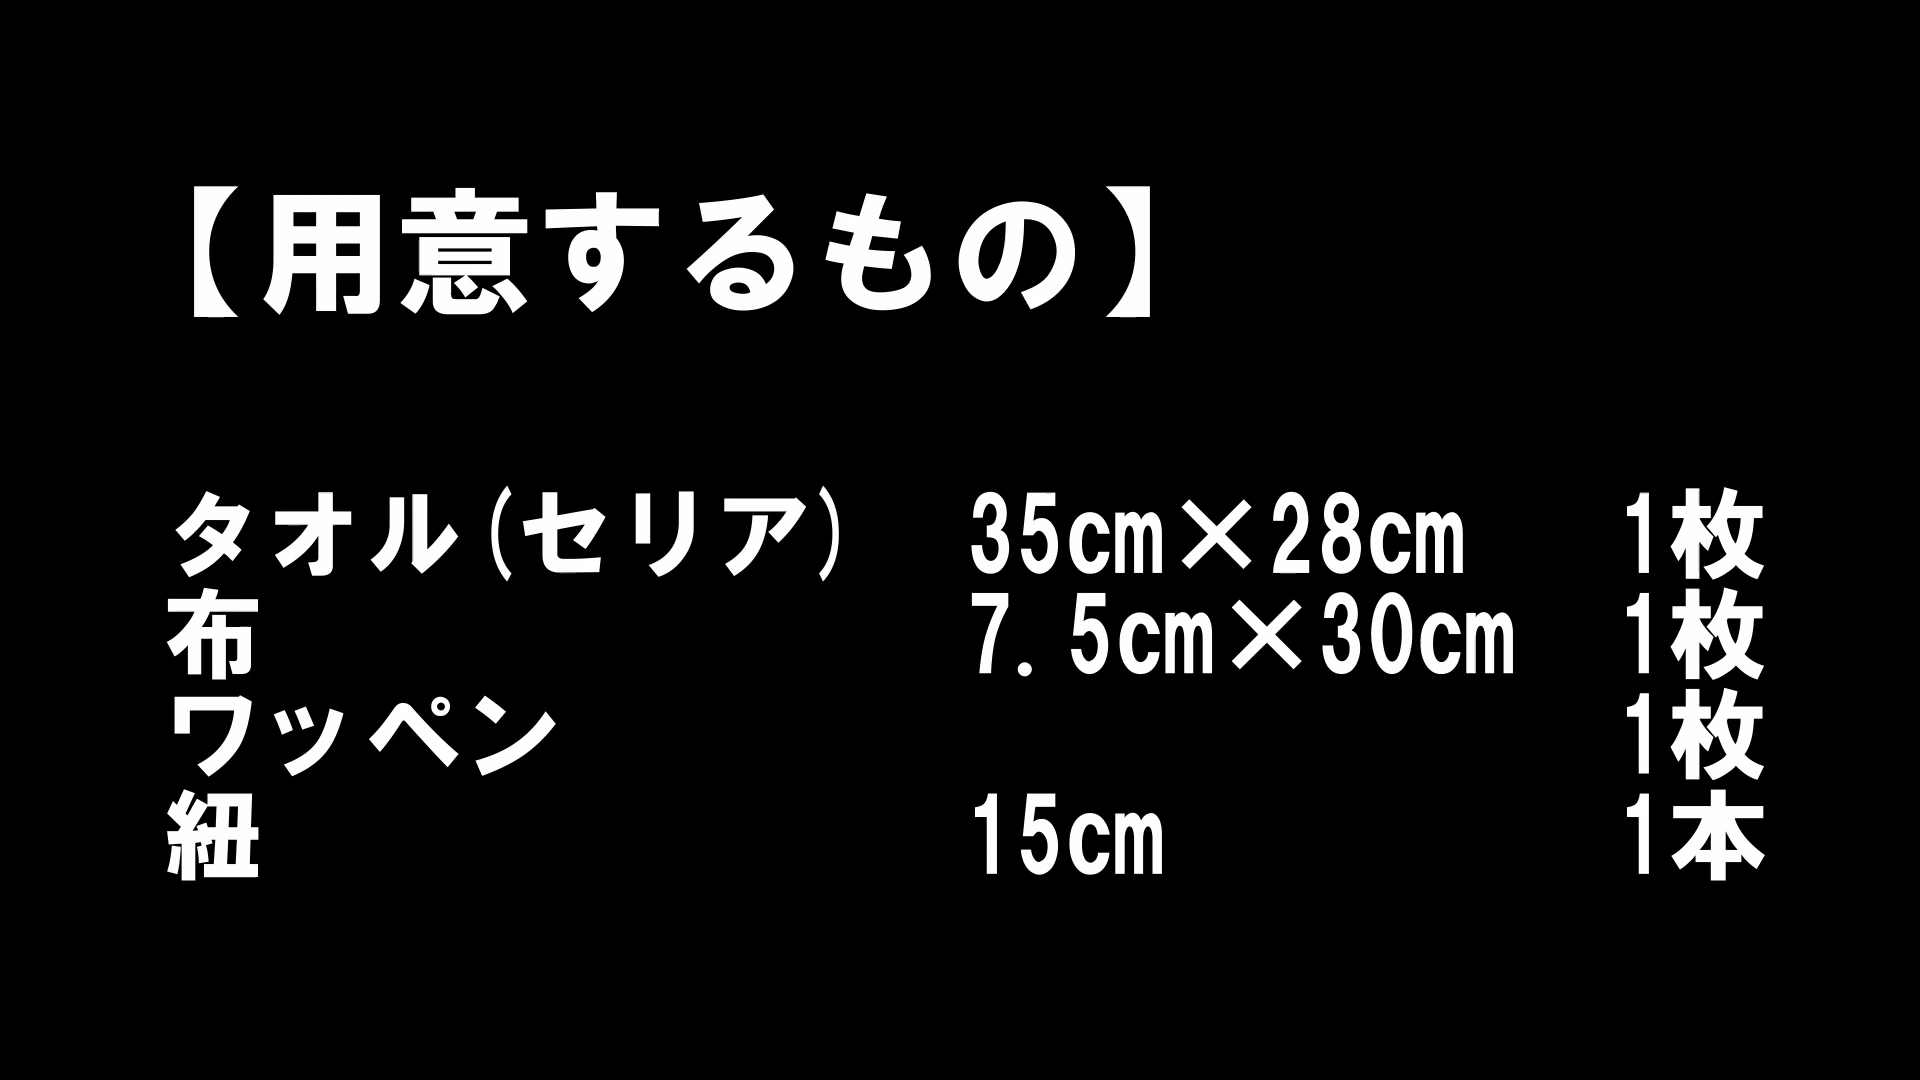 【用意するもの】
タオル(セリア) 35cm×28cm 1枚
布 7.5cm×30cm 1枚
ワッペン 1枚
紐 15cm 1本